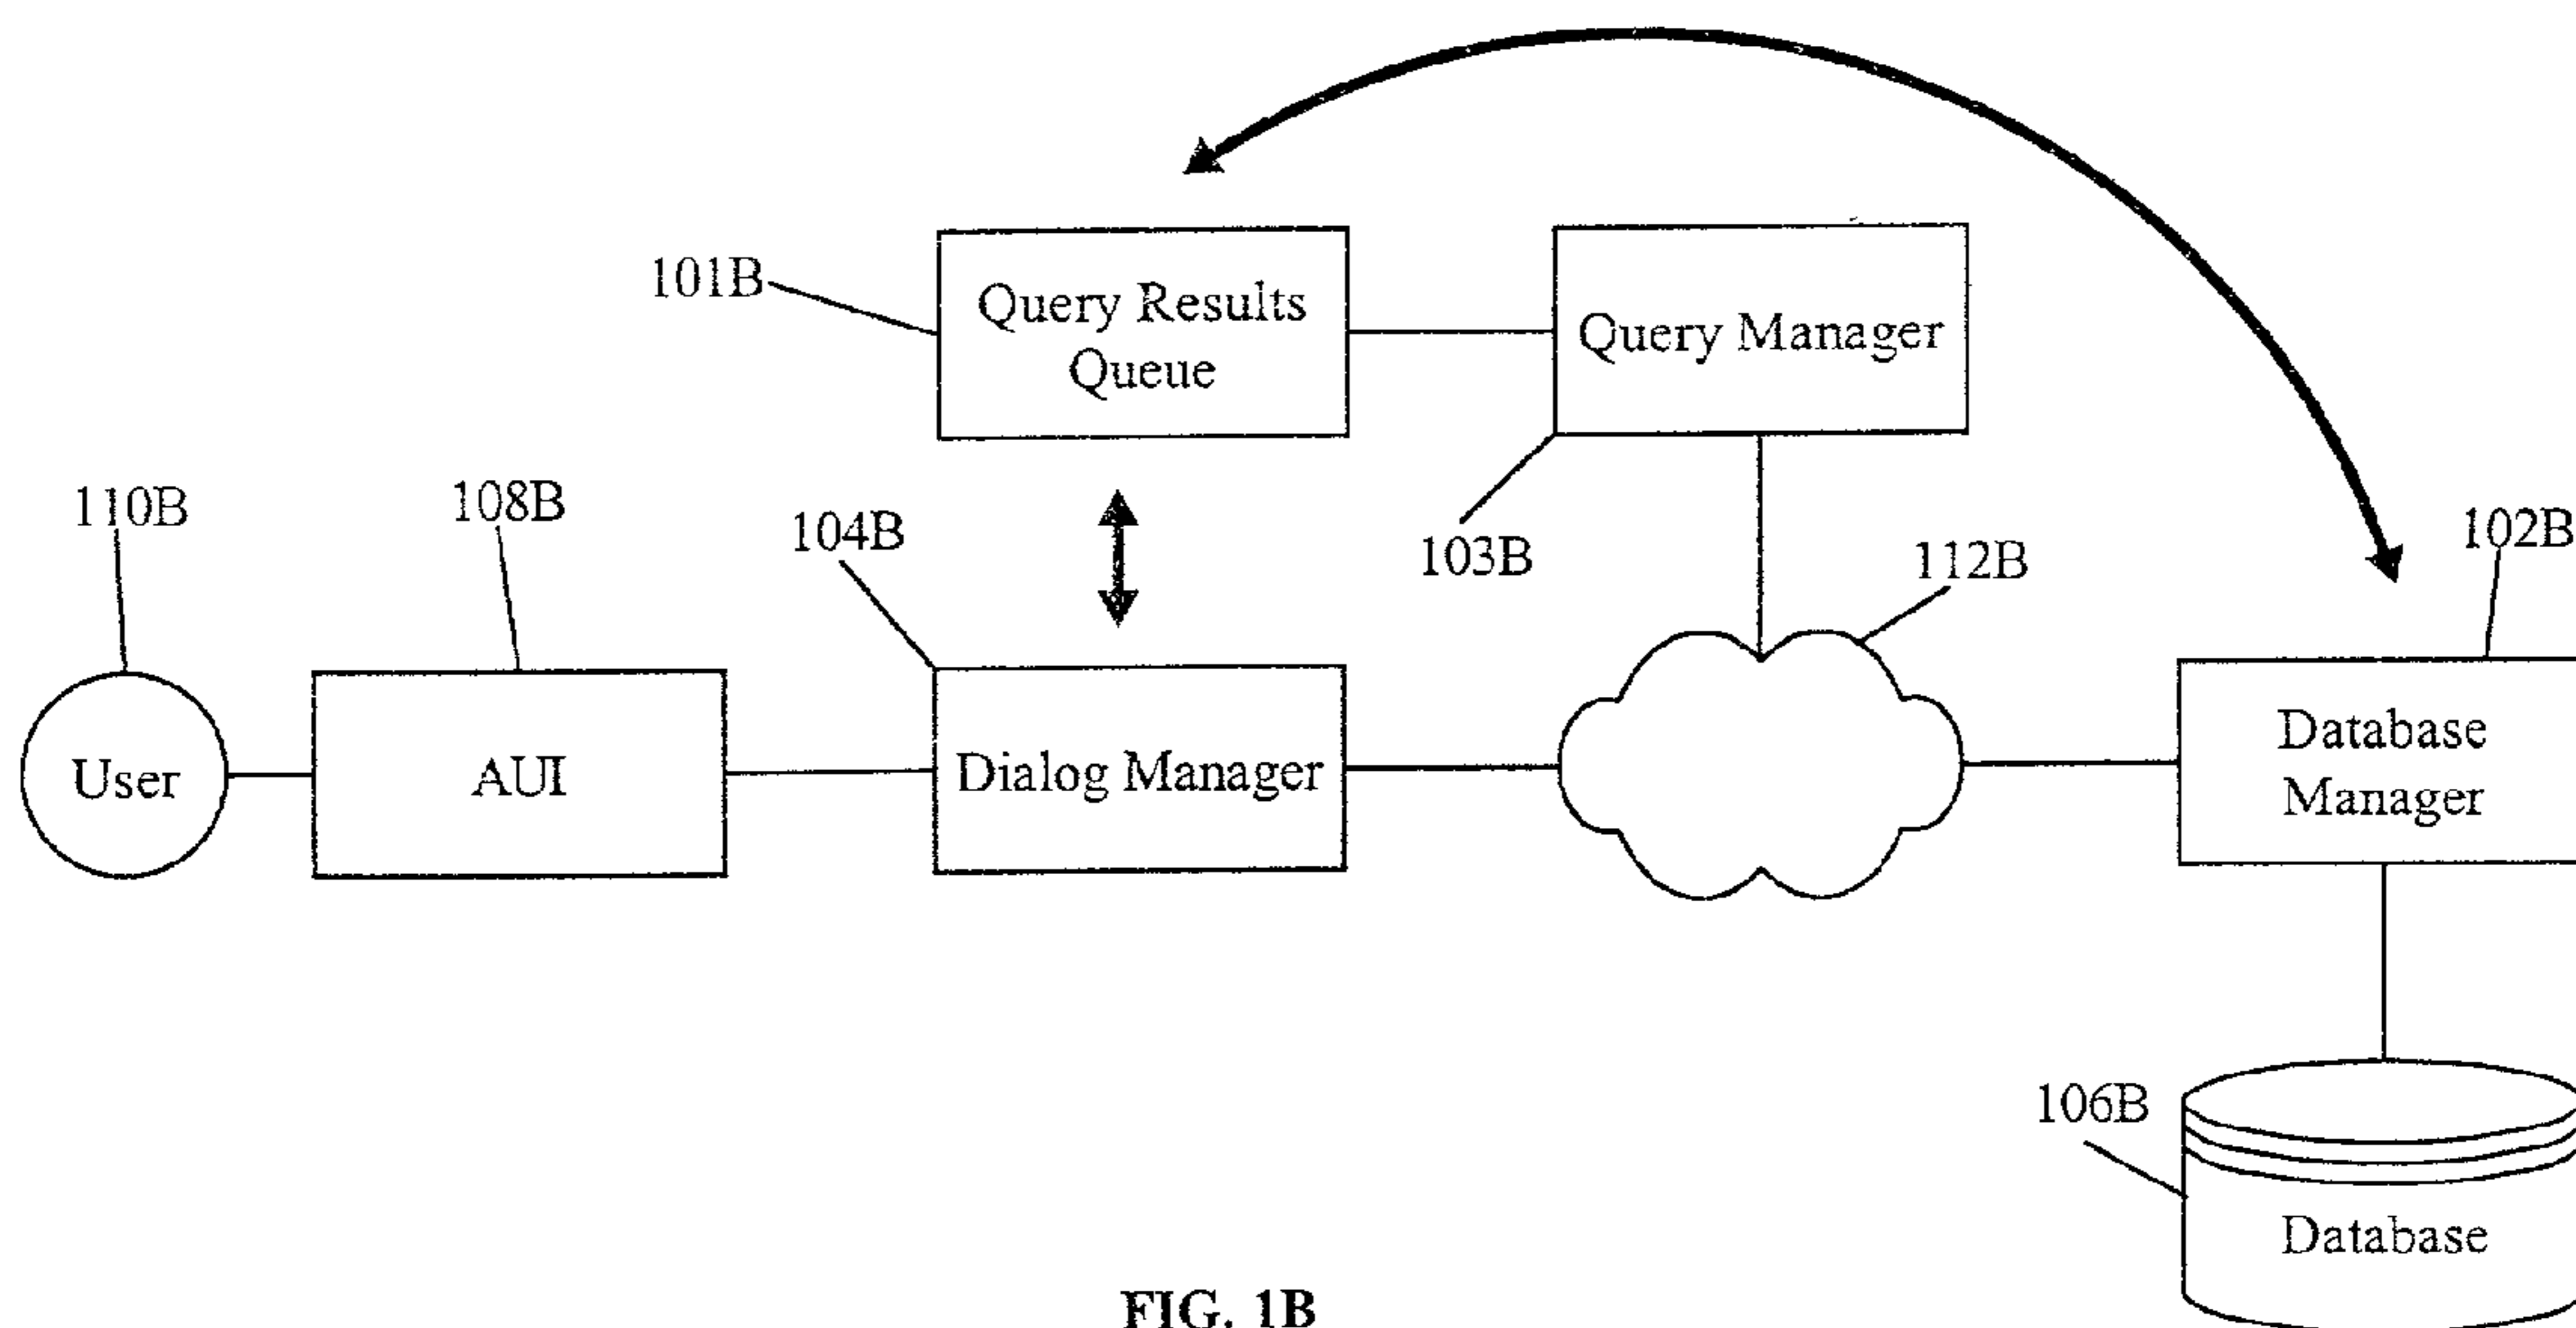 101B
Query Results
Queue
Query Manager
110B
108B
104B
103B
112B
102B
User
AUI
Dialog Manager
Database
Manager
106B
Database
FIG. 1B